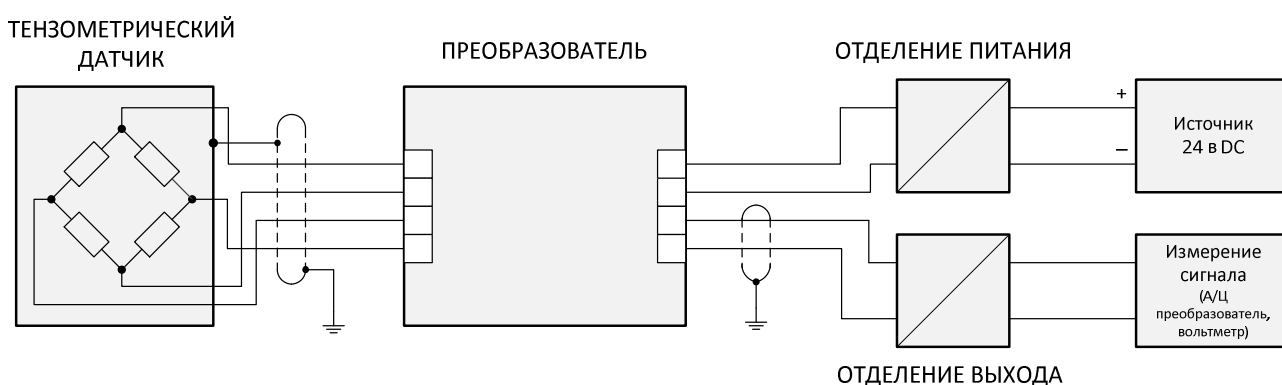 ТЕНЗОМЕТРИЧЕСКИЙ
ДАТЧИК
ПРЕОБРАЗОВАТЕЛЬ
ОТДЕЛЕНИЕ ПИТАНИЯ
+
–
Источник
24 в DC
Измерение
сигнала
(А/Ц
преобразователь,
вольтметр)
ОТДЕЛЕНИЕ ВЫХОДА